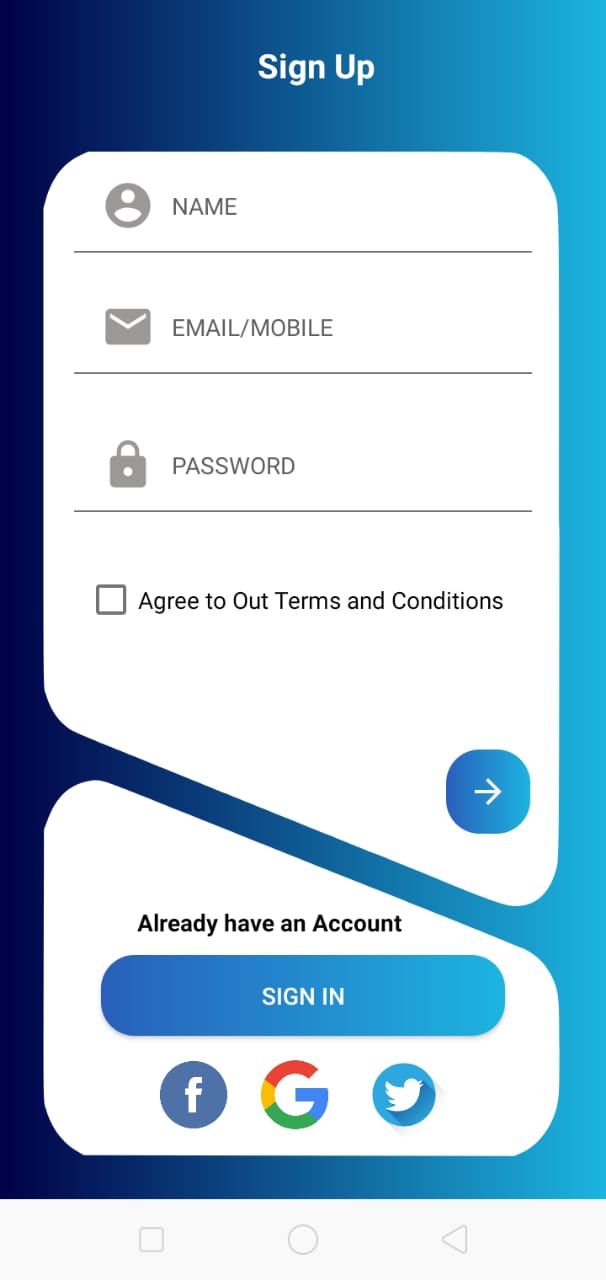 Sign Up
NAME
EMAIL/MOBILE
PASSWORD
Agree to Out Terms and Conditions
Already have an Account
SIGN IN